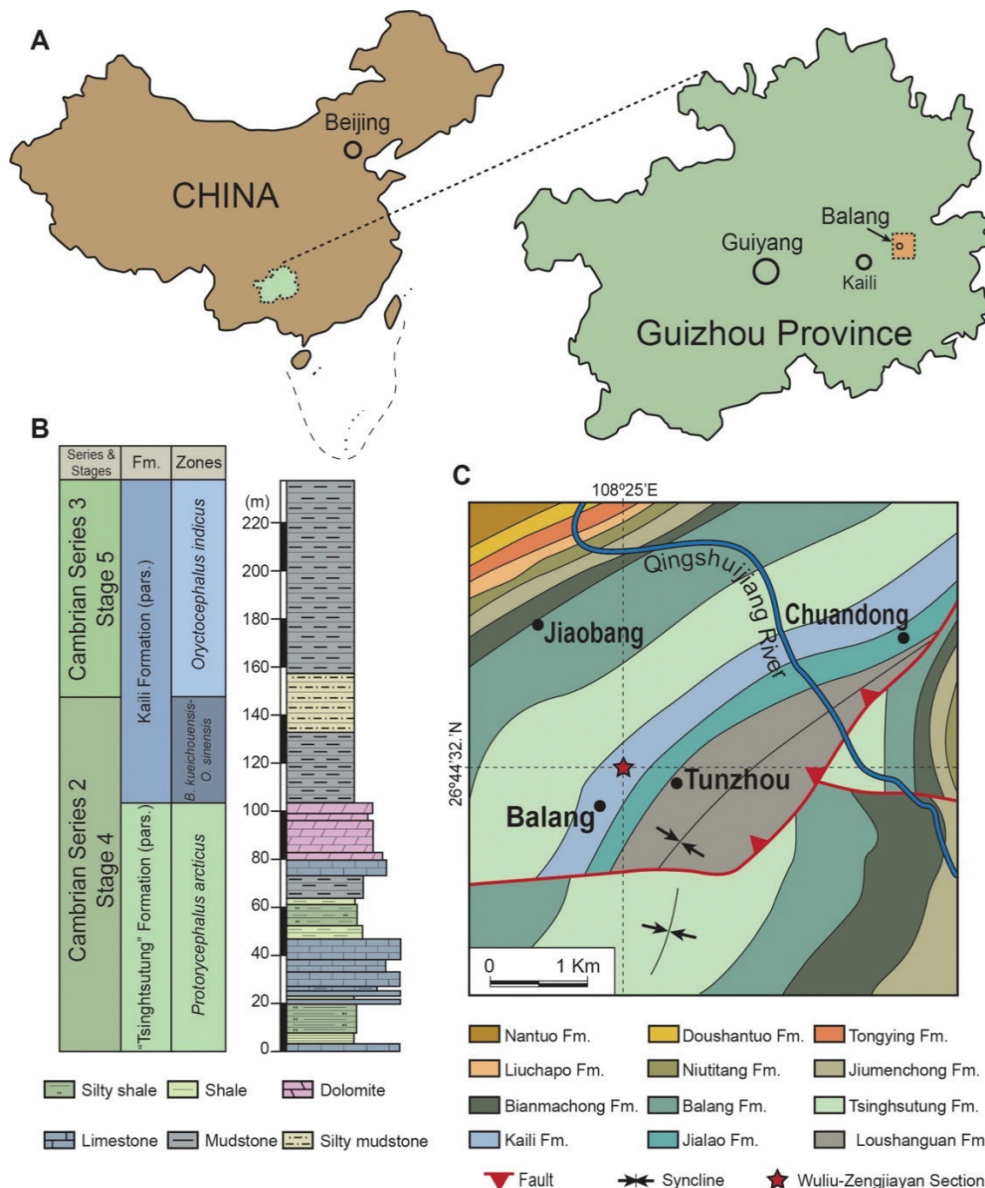 A
Beijing
CHINA
Balang
Guiyang
Kaili
Guizhou Province
B
Series &
Stages
Fm.
Zones
(m)
Cambrian Series 3
Stage 5
Kaili Formation (pars.)
Oryctocephalus indicus
Cambrian Series 2
Stage 4
B. kueichouensis-
O. sinensis
"Tsinghtsutung" Formation (pars.)
Protorycephalus arcticus
220
200
180
160
140
120
100
80
60
40
20
0
Silty shale
Shale
Dolomite
Limestone
Mudstone
Silty mudstone
C
108°25'E
26º44'32.'N
Qingshuijiang River
Chuandong
Jiaobang
Tunzhou
Balang
0 1 Km
Nantuo Fm.
Doushantuo Fm.
Tongying Fm.
Liuchapo Fm.
Niutitang Fm.
Jiumenchong Fm.
Bianmachong Fm.
Balang Fm.
Tsinghsutung Fm.
Kaili Fm.
Jialao Fm.
Loushanguan Fm
Fault
Syncline
Wuliu-Zengjiayan Section